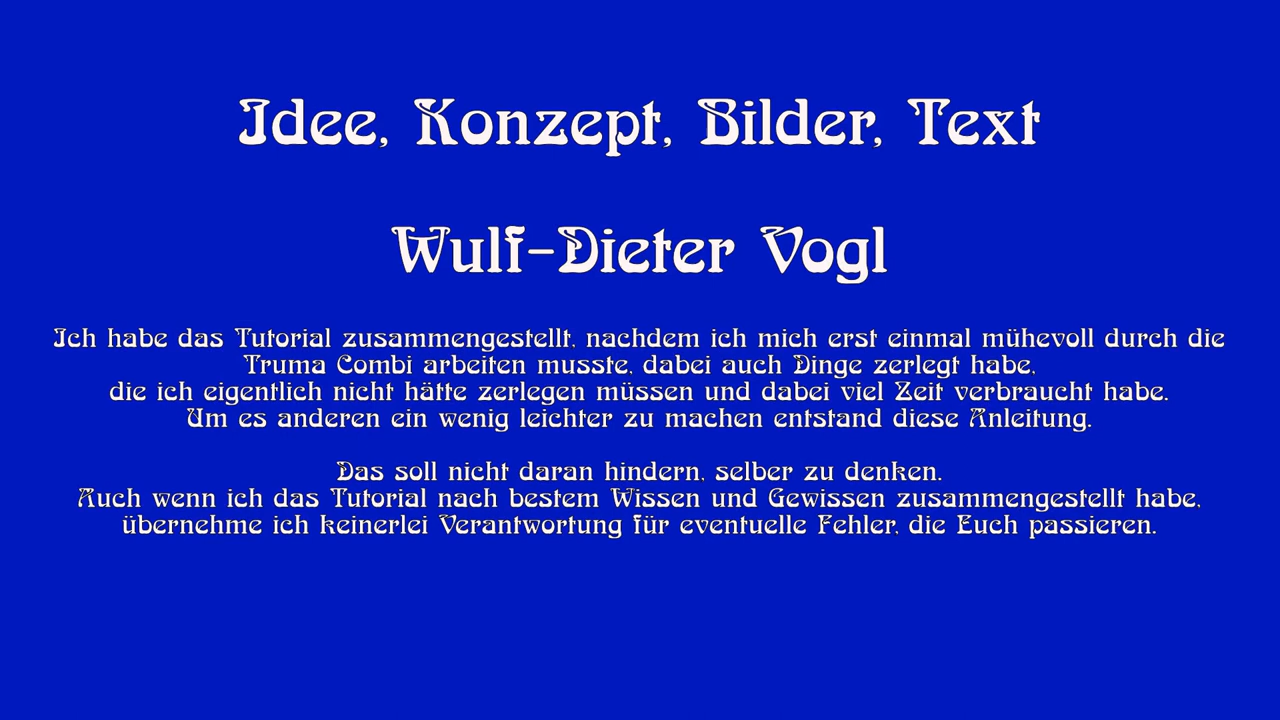 Idee, Konzept, Bilder, Text
Wulf-Dieter Vogl
Ich habe das Tutorial zusammengestellt, nachdem ich mich erst einmal mühevoll durch die
Truma Combi arbeiten musste, dabei auch Dinge zerlegt habe,
die ich eigentlich nicht hätte zerlegen müssen und dabei viel Zeit verbraucht habe.
Um es anderen ein wenig leichter zu machen entstand diese Anleitung.
Das soll nicht daran hindern, selber zu denken.
Auch wenn ich das Tutorial nach bestem Wissen und Gewissen zusammengestellt habe,
übernehme ich keinerlei Verantwortung für eventuelle Fehler, die Euch passieren.